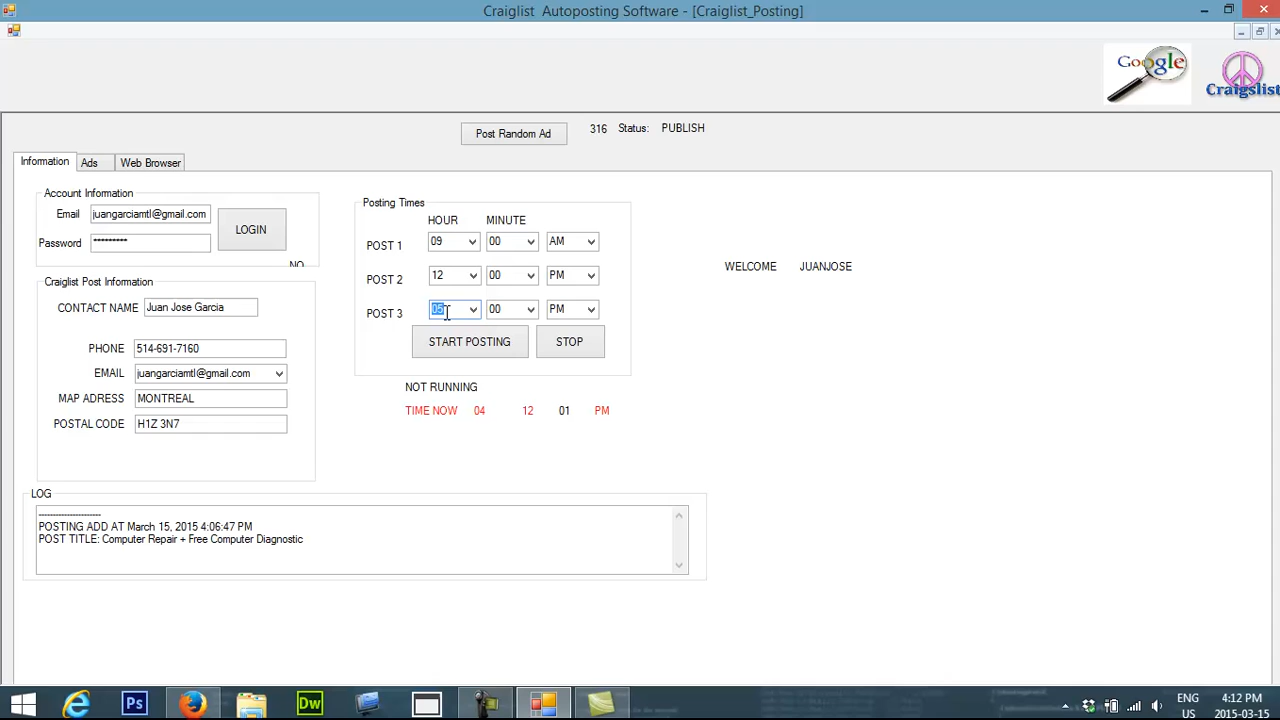 Craiglist Autoposting Software - [Craiglist_Posting]
Google
Craigslist
Post Random Ad 316 Status: PUBLISH
Information Ads Web Browser
Account Information
Email juangarciamtl@gmail.com
LOGIN
Password *********
NO
Craiglist Post Information
CONTACT NAME Juan Jose Garcia
PHONE 514-691-7160
EMAIL juangarciamtl@gmail.com
MAP ADRESS MONTREAL
POSTAL CODE H1Z 3N7
Posting Times
HOUR MINUTE
POST 1 09 00 AM
POST 2 12 00 PM
POST 3 05 00 PM
START POSTING STOP
NOT RUNNING
TIME NOW 04 12 01 PM
WELCOME JUANJOSE
LOG
---------------------
POSTING ADD AT March 15, 2015 4:06:47 PM
POST TITLE: Computer Repair + Free Computer Diagnostic
Ps
Dw
ENG
US
4:12 PM
2015-03-15